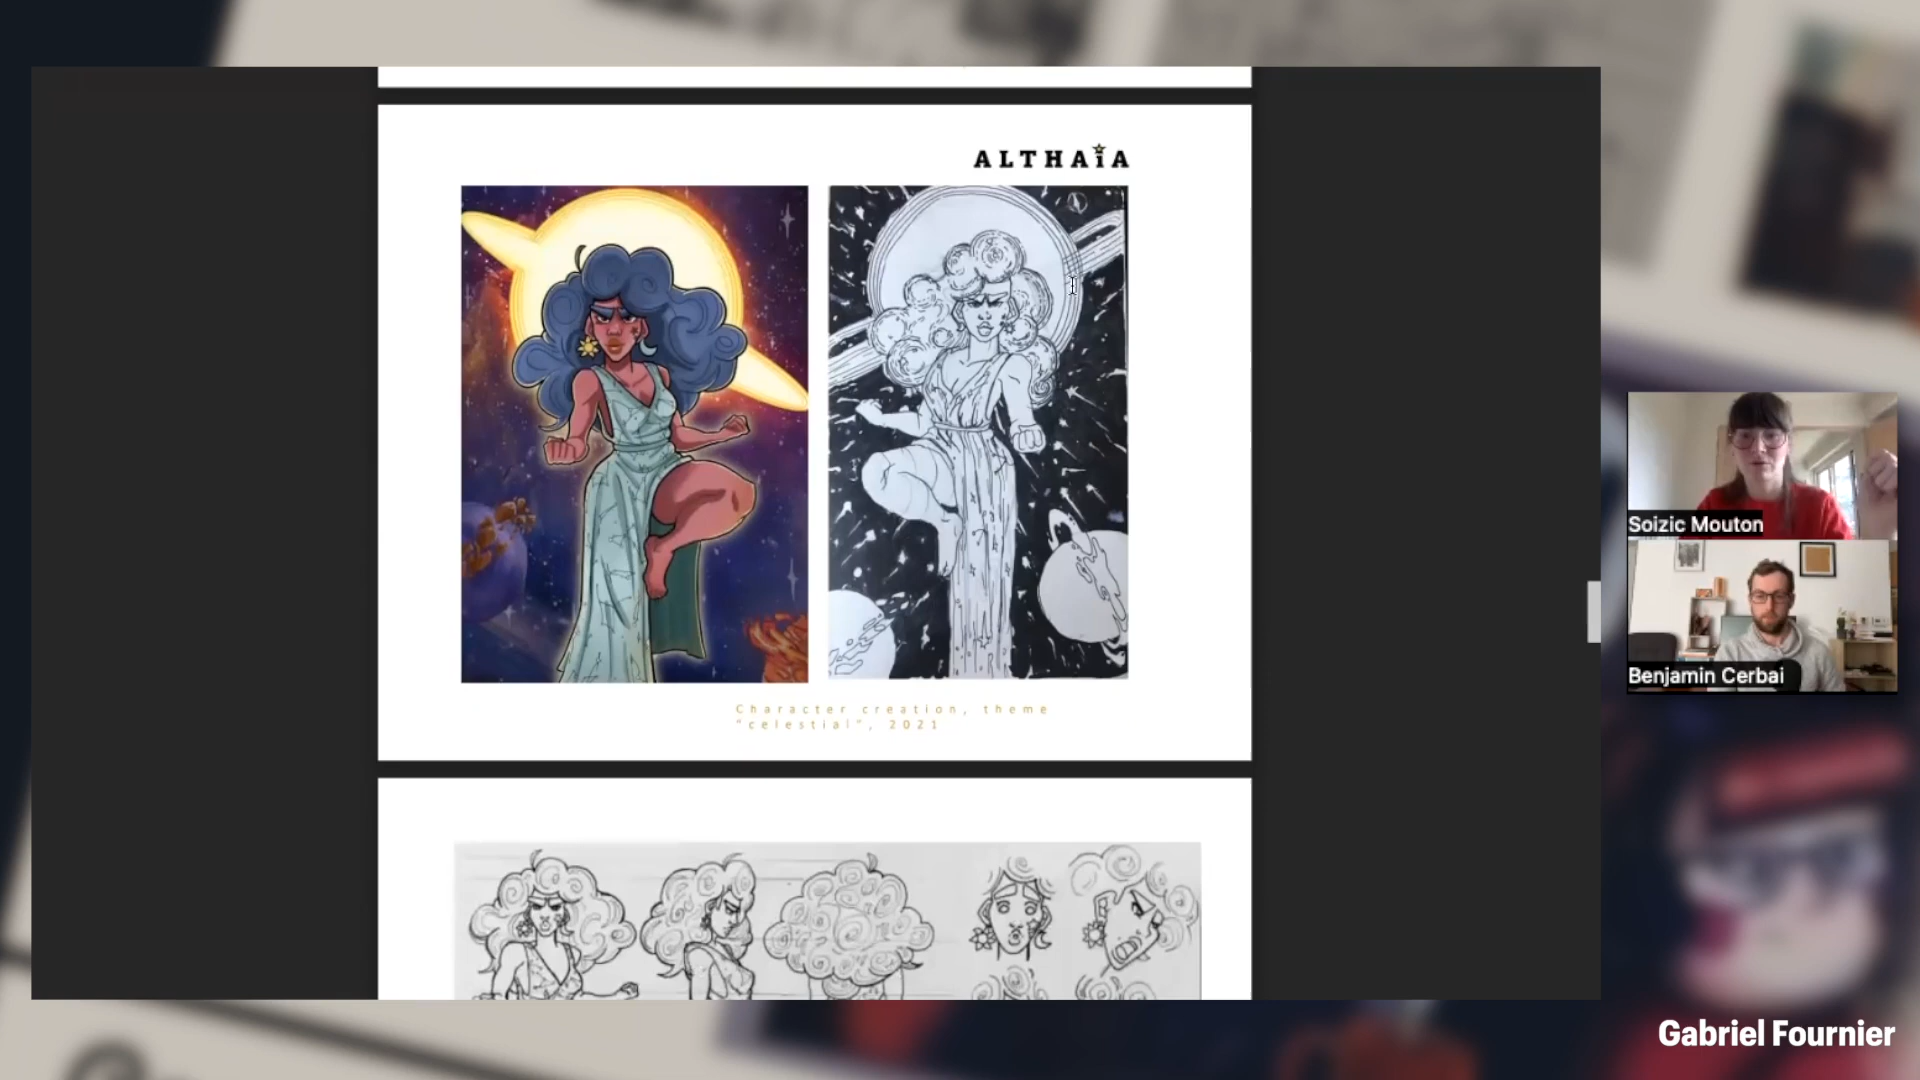 ALTHAïA
Character creation, theme
"celestial", 2021
Soizic Mouton
Benjamin Cerbai
Gabriel Fournier